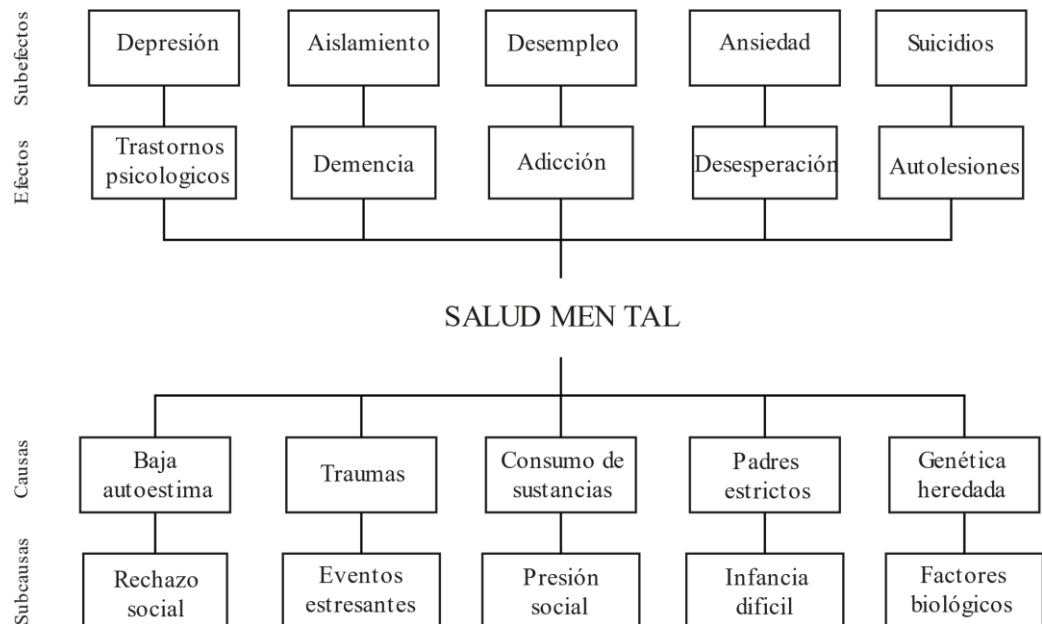 Subefectos
Depresión
Aislamiento
Desempleo
Ansiedad
Suicidios
Efectos
Trastornos
psicologicos
Demencia
Adicción
Desesperación
Autolesiones
SALUD MEN TAL
Causas
Baja
autoestima
Traumas
Consumo de
sustancias
Padres
estrictos
Genética
heredada
Subcausas
Rechazo
social
Eventos
estresantes
Presión
social
Infancia
dificil
Factores
biológicos